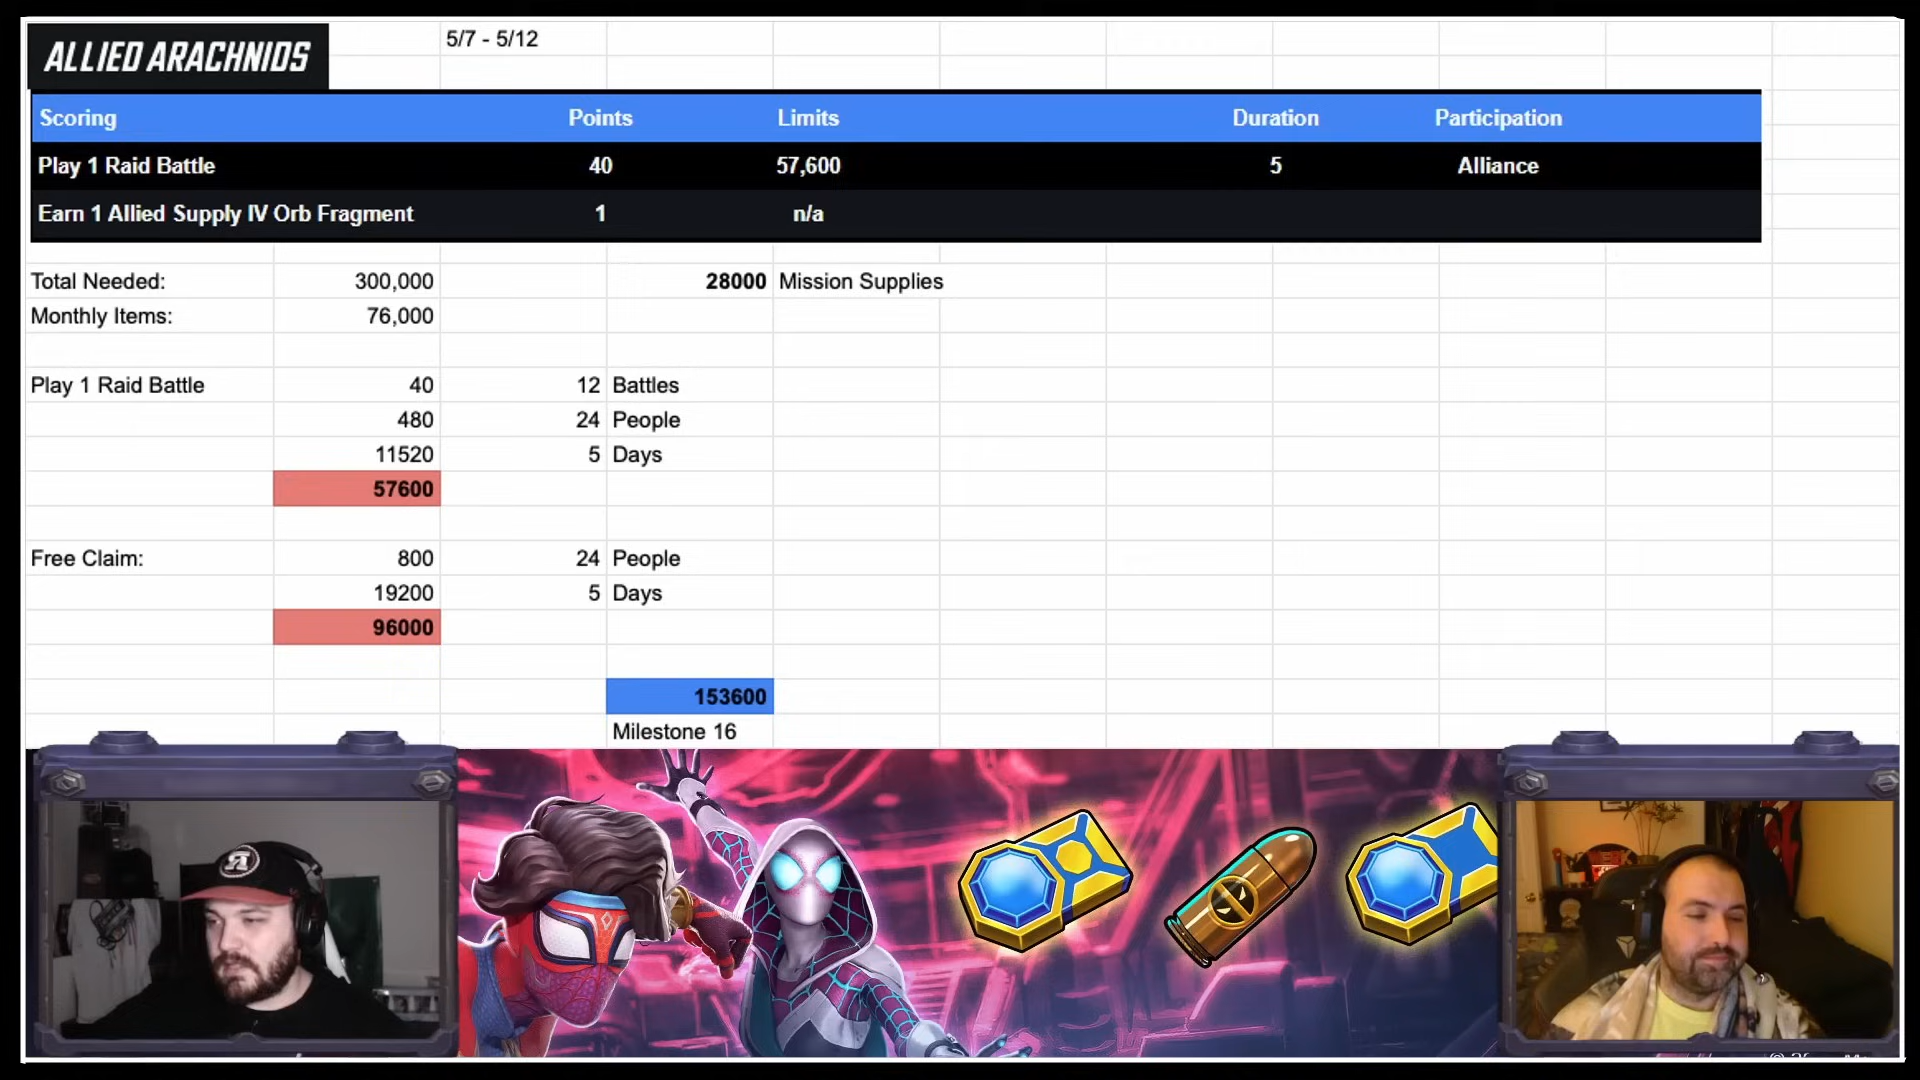 ALLIED ARACHNIDS
5/7 - 5/12
Scoring Points Limits Duration Participation
Play 1 Raid Battle 40 57,600 5 Alliance
Earn 1 Allied Supply IV Orb Fragment 1 n/a
Total Needed: 300,000 28000 Mission Supplies
Monthly Items: 76,000
Play 1 Raid Battle 40 12 Battles
480 24 People
11520 5 Days
57600
Free Claim: 800 24 People
19200 5 Days
96000
153600
Milestone 16